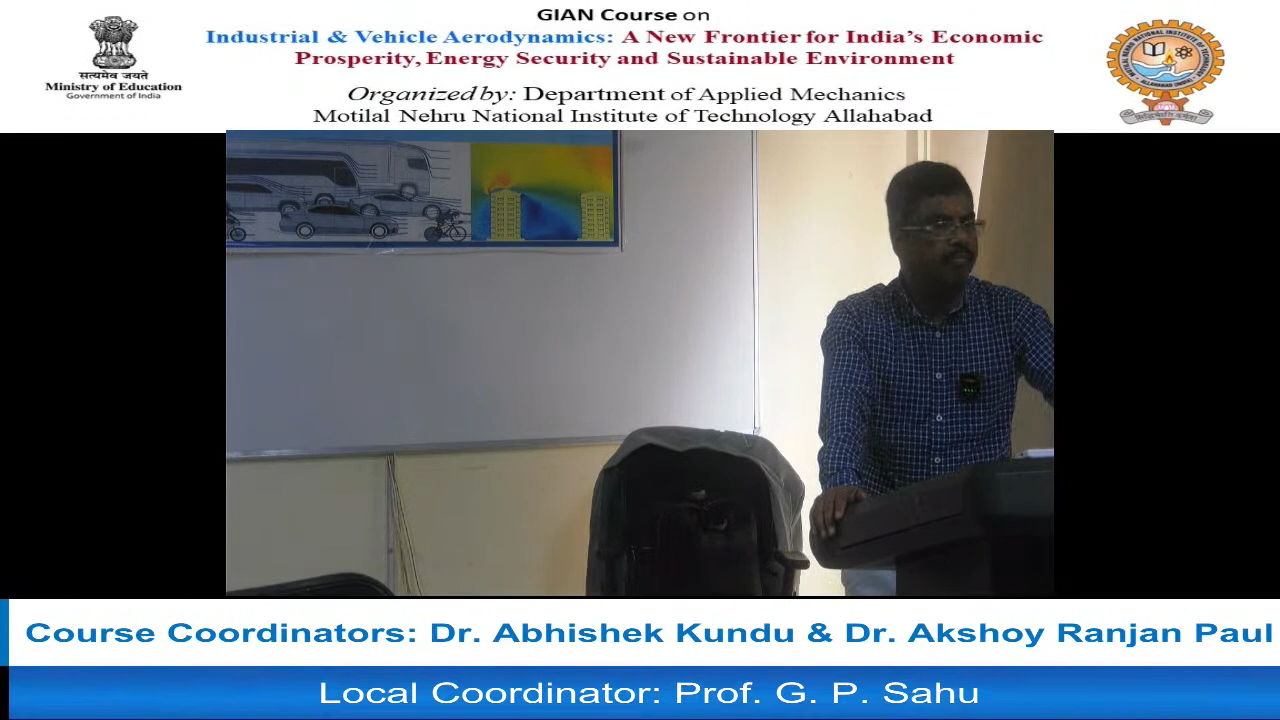 GIAN Course on
Industrial & Vehicle Aerodynamics: A New Frontier for India's Economic
Prosperity, Energy Security and Sustainable Environment
Organized by: Department of Applied Mechanics
Motilal Nehru National Institute of Technology Allahabad
सत्यमेव जयते
Ministry of Education
Government of India
Course Coordinators: Dr. Abhishek Kundu & Dr. Akshoy Ranjan Paul
Local Coordinator: Prof. G. P. Sahu